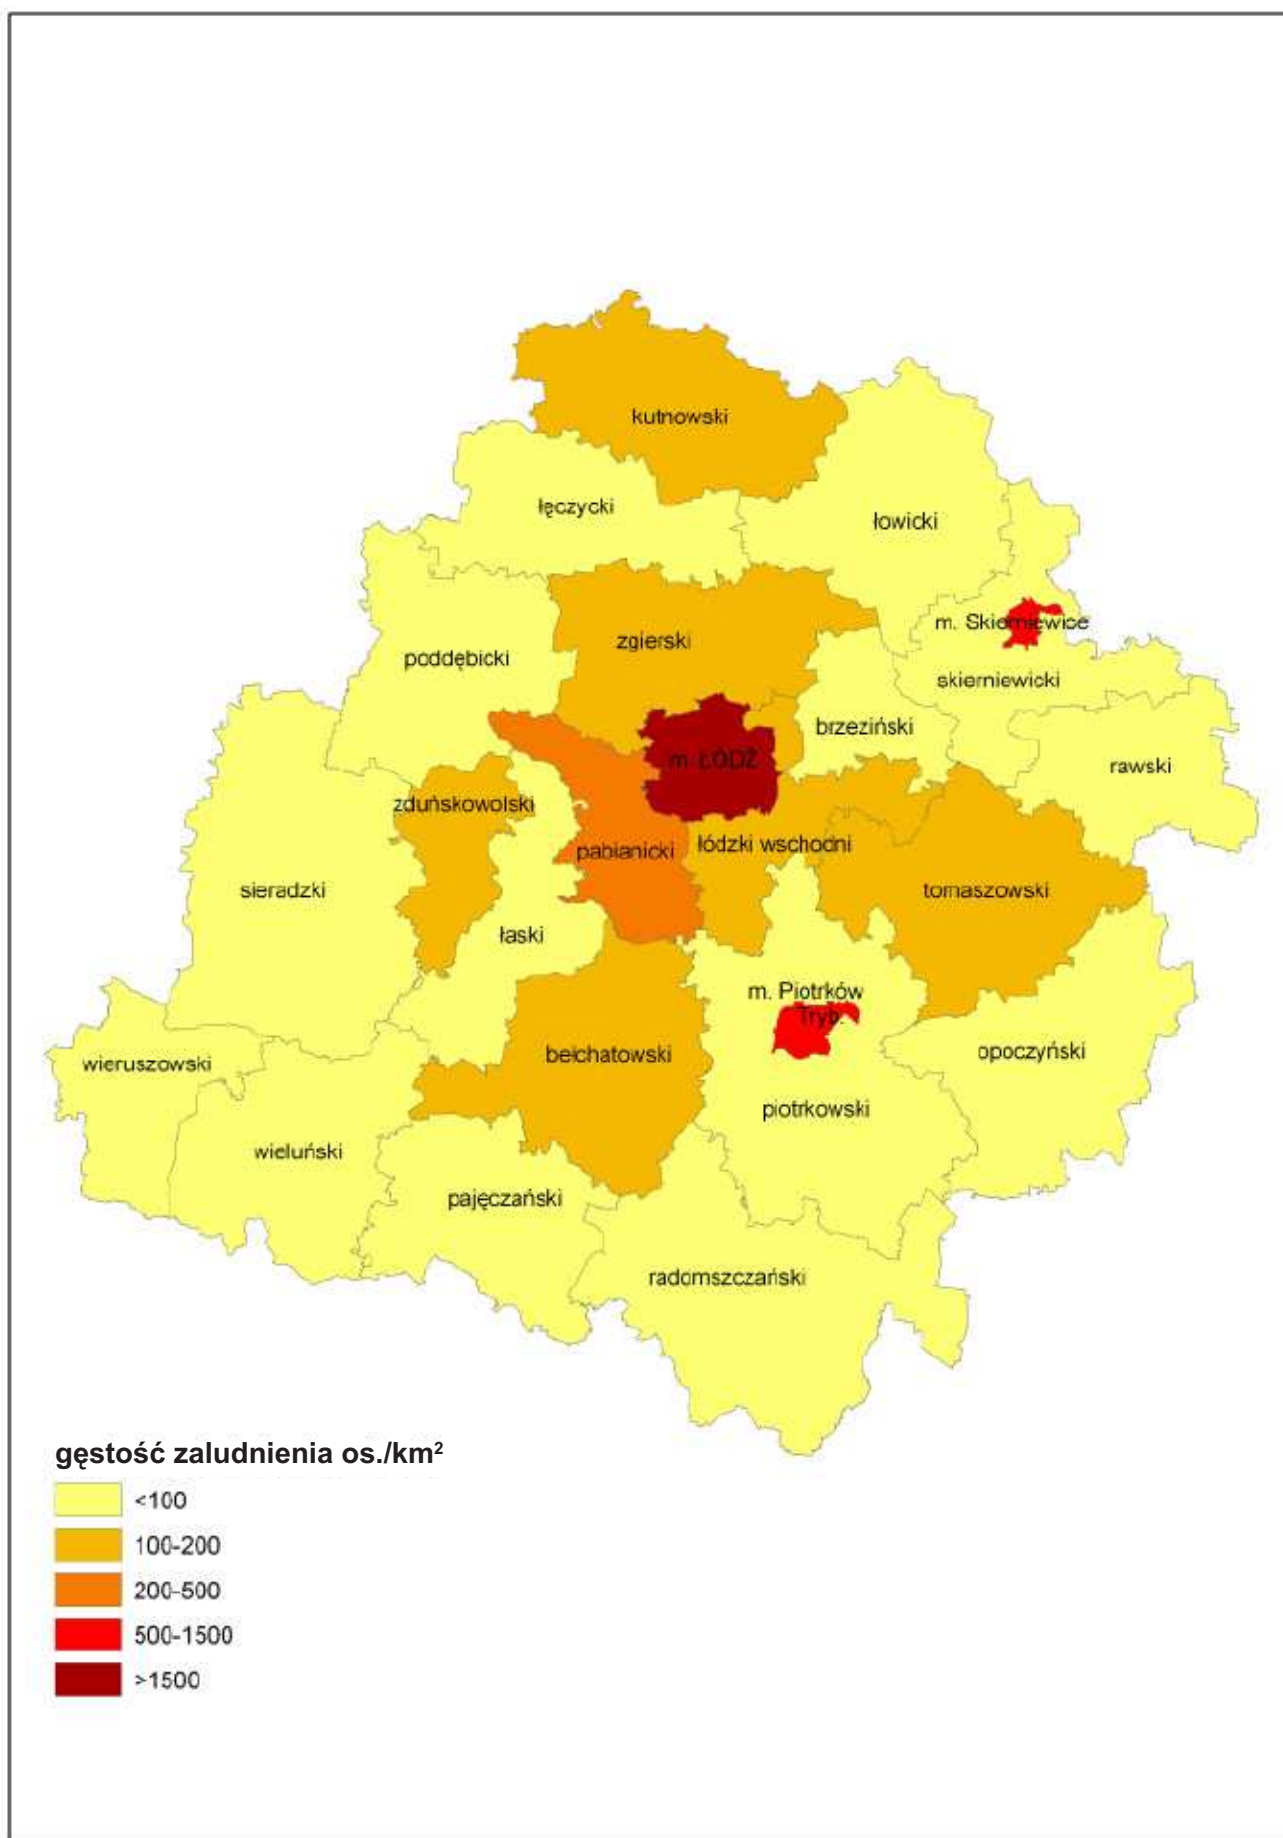 kutnowski
łęczycki
łowicki
m. Skierniewice
zgierski
poddębicki
skierniewicki
brzeziński
m. ŁÓDŹ
rawski
zduńskowolski
pabianicki
łódzki wschodni
sieradzki
tomaszowski
łaski
m. Piotrków
Tryb.
bełchatowski
opoczyński
wieruszowski
piotrkowski
wieluński
pajęczański
radomszczański
gęstość zaludnienia os./km²
<100
100-200
200-500
500-1500
>1500